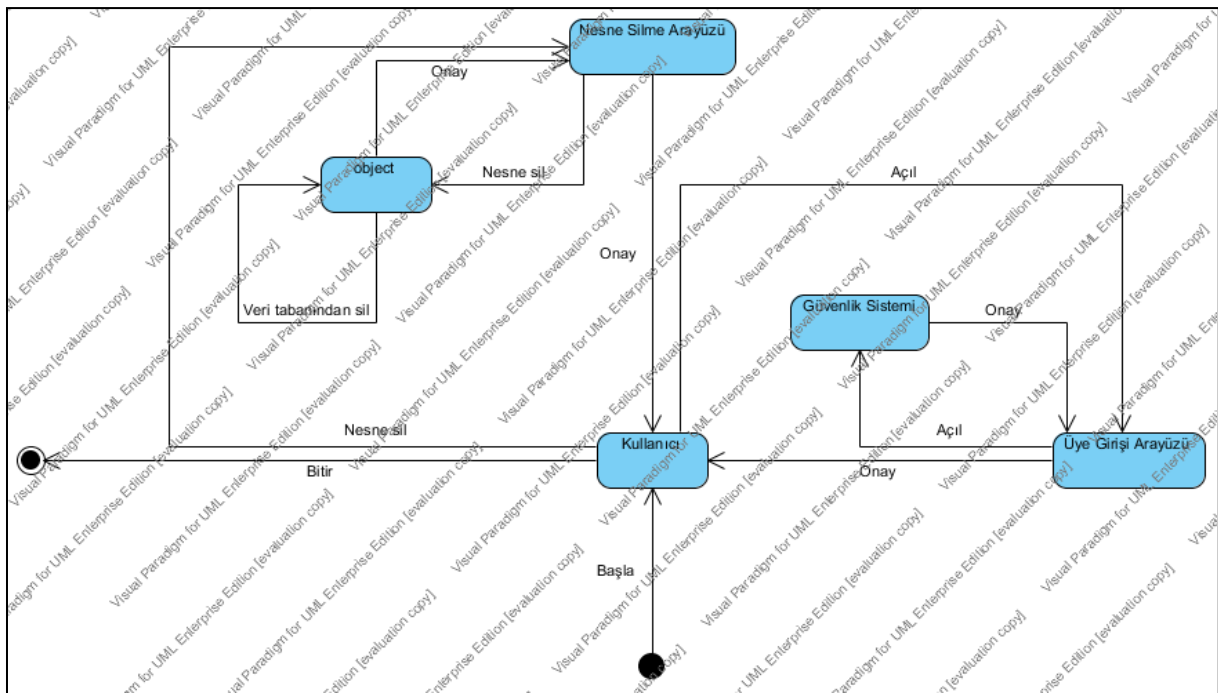 Nesne Silme Arayüzü
Onay
object
Nesne sil
Açıl
Onay
Veri tabanından sil
Güvenlik Sistemi
Onay
Nesne sil
Kullanıcı
Açıl
Üye Girişi Arayüzü
Bitir
Onay
Başla
Visual Paradigm for UML Enterprise Edition [evaluation copy]